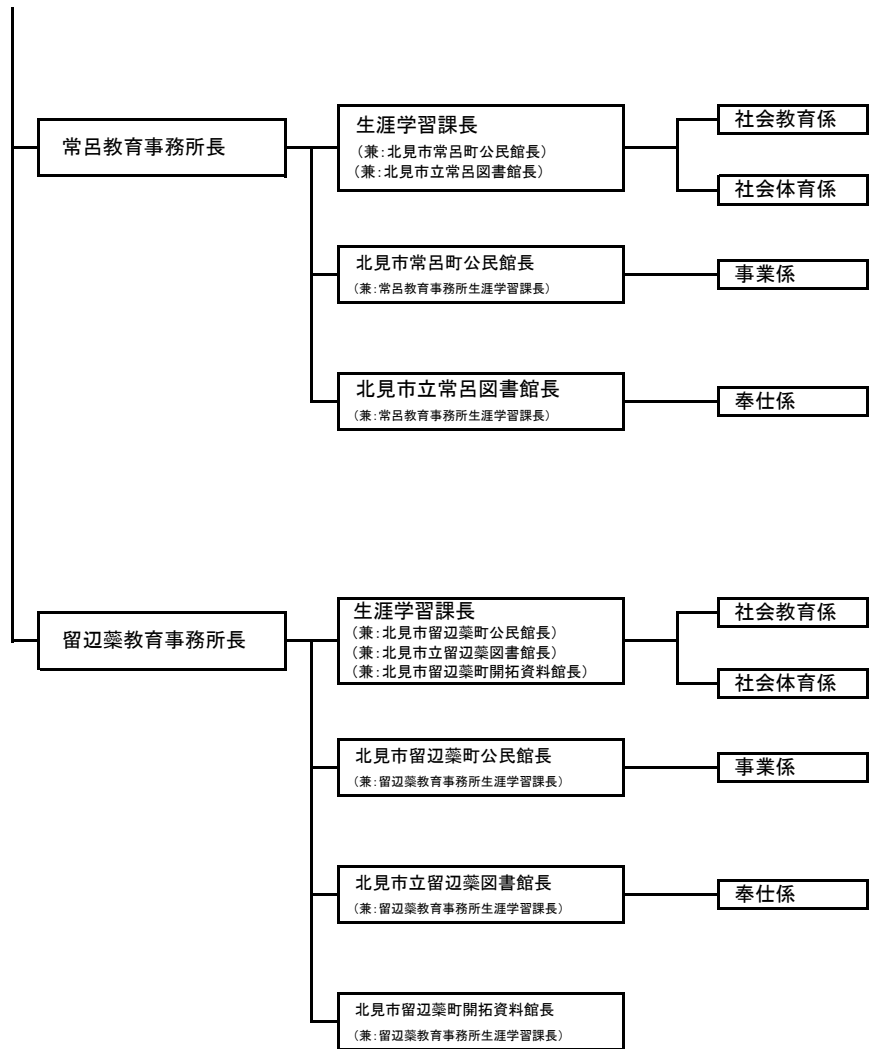 常呂教育事務所長
生涯学習課長
（兼：北見市常呂町公民館長）
（兼：北見市立常呂図書館長）
社会教育係
社会体育係
北見市常呂町公民館長
（兼：常呂教育事務所生涯学習課長）
事業係
北見市立常呂図書館長
（兼：常呂教育事務所生涯学習課長）
奉仕係
留辺蘂教育事務所長
生涯学習課長
（兼：北見市留辺蘂町公民館長）
（兼：北見市立留辺蘂図書館長）
（兼：北見市留辺蘂町開拓資料館長）
社会教育係
社会体育係
北見市留辺蘂町公民館長
（兼：留辺蘂教育事務所生涯学習課長）
事業係
北見市立留辺蘂図書館長
（兼：留辺蘂教育事務所生涯学習課長）
奉仕係
北見市留辺蘂町開拓資料館長
（兼：留辺蘂教育事務所生涯学習課長）